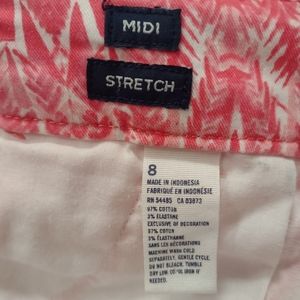 MIDI
STRETCH
8
MADE IN INDONESIA
FABRIQUÉ EN INDONÉSIE
RN 54485 CA 03873
97% COTTON
3% ELASTANE
EXCLUSIVE OF DECORATION
97% COTON
3% ÉLASTHANNE
SANS LES DÉCORATIONS
MACHINE WASH COLD
SEPARATELY, GENTLE CYCLE.
DO NOT BLEACH. TUMBLE
DRY LOW. COOL IRON IF
NEEDED.